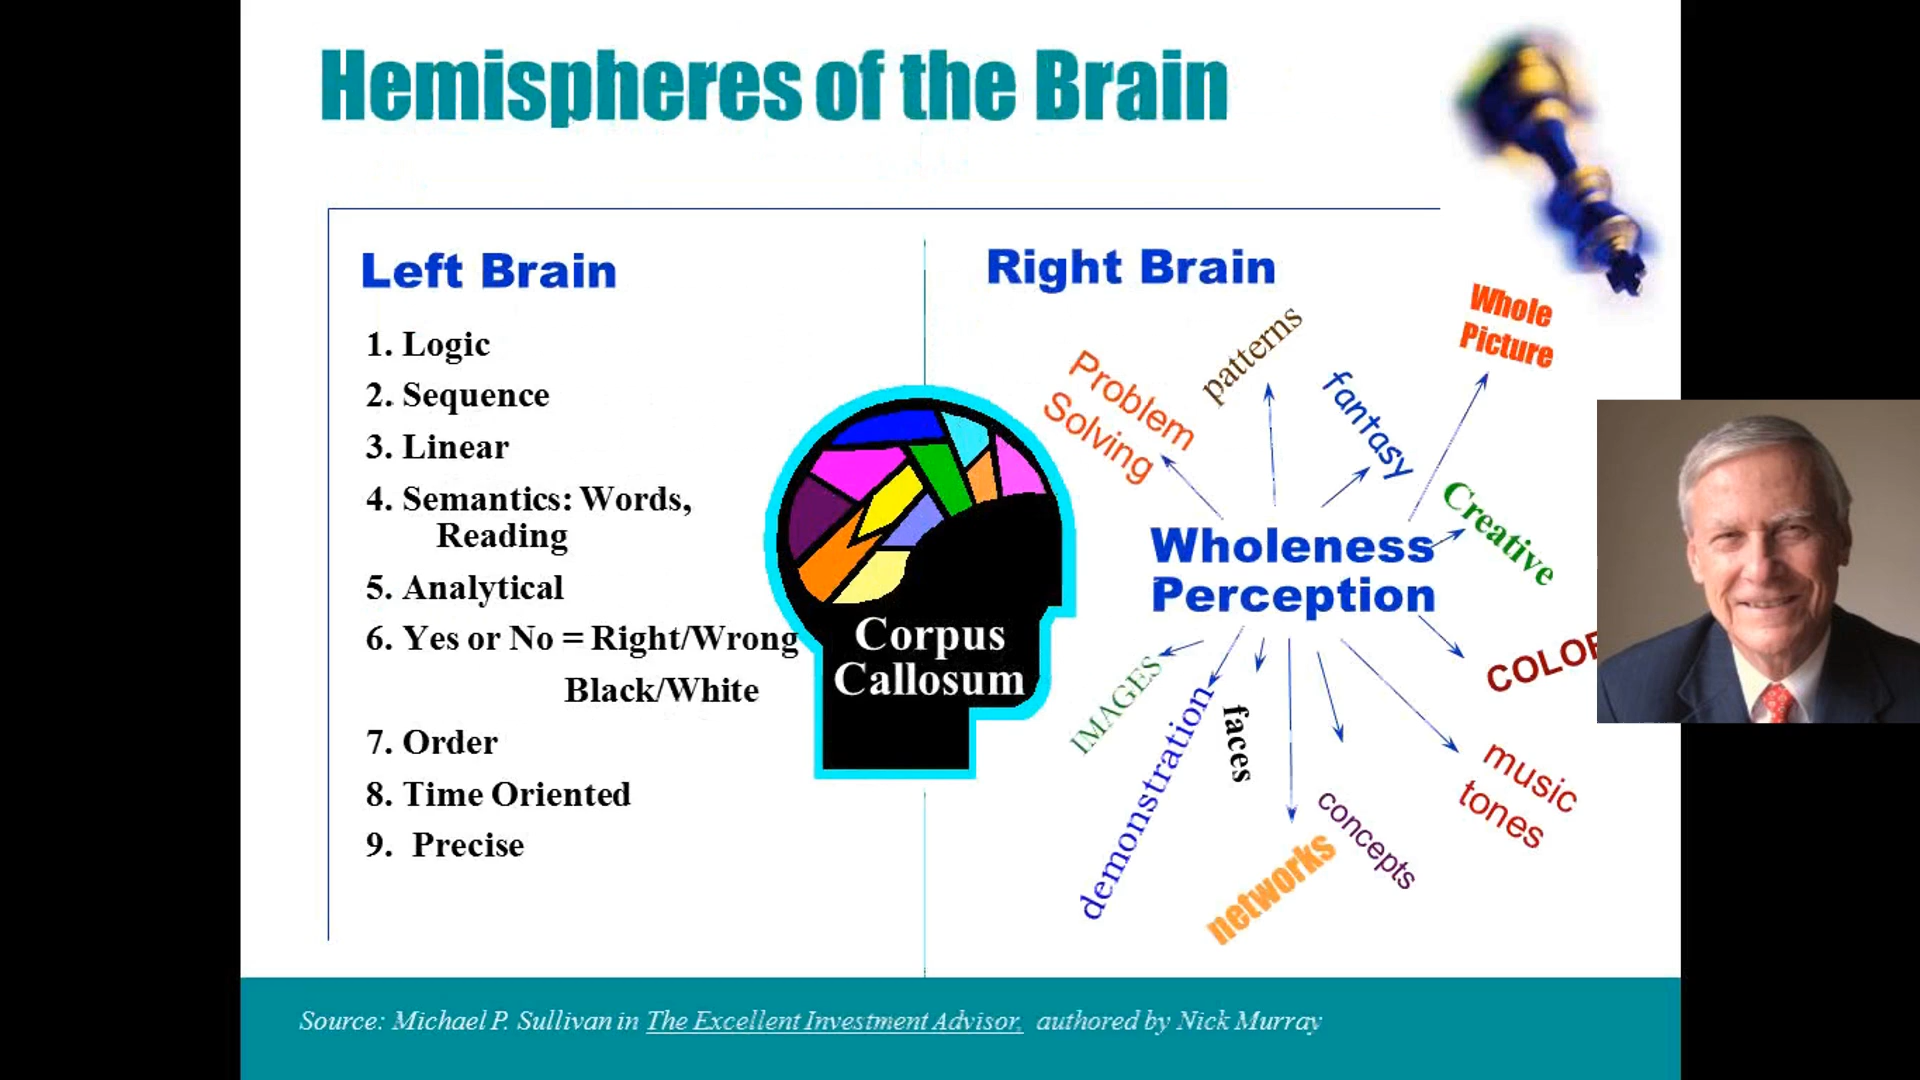 Hemispheres of the Brain
Left Brain
1. Logic
2. Sequence
3. Linear
4. Semantics: Words,
Reading
5. Analytical
6. Yes or No = Right/Wrong
Black/White
7. Order
8. Time Oriented
9. Precise
Corpus
Callosum
Right Brain
Problem
Solving
patterns
fantasy
Whole
Picture
Creative
Wholeness
Perception
COLOR
IMAGES
demonstration
faces
networks
concepts
music
tones
Source: Michael P. Sullivan in The Excellent Investment Advisor, authored by Nick Murray